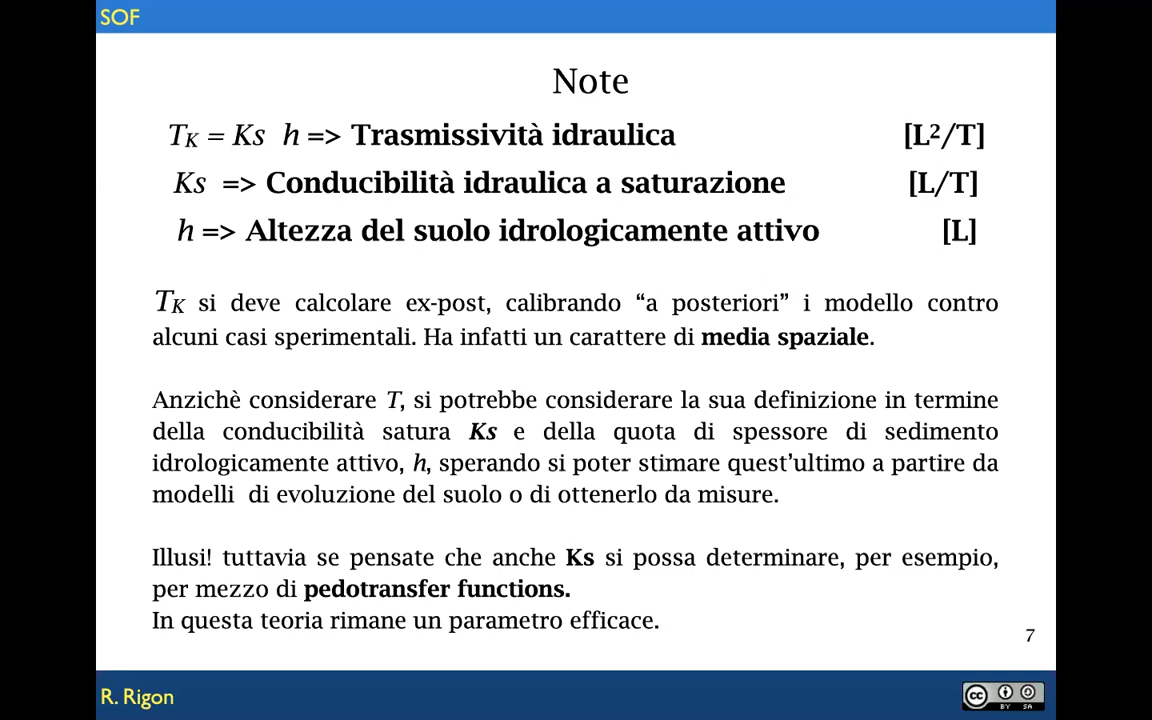 SOF
Note
TK = Ks h => Trasmissività idraulica [L²/T]
Ks => Conducibilità idraulica a saturazione [L/T]
h => Altezza del suolo idrologicamente attivo [L]
TK si deve calcolare ex-post, calibrando “a posteriori” i modello contro
alcuni casi sperimentali. Ha infatti un carattere di media spaziale.
Anzichè considerare T, si potrebbe considerare la sua definizione in termine
della conducibilità satura Ks e della quota di spessore di sedimento
idrologicamente attivo, h, sperando si poter stimare quest’ultimo a partire da
modelli di evoluzione del suolo o di ottenerlo da misure.
Illusi! tuttavia se pensate che anche Ks si possa determinare, per esempio,
per mezzo di pedotransfer functions.
In questa teoria rimane un parametro efficace.
7
R. Rigon
cc BY SA